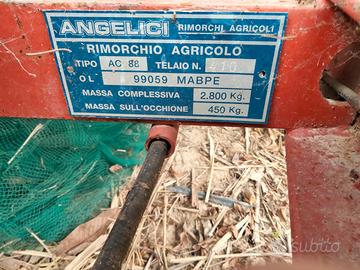 ANGELICI RIMORCHI AGRICOLI
RIMORCHIO AGRICOLO
TIPO AC 88 TELAIO N. 410
O L 99059 MABPE
MASSA COMPLESSIVA 2.800 Kg.
MASSA SULL'OCCHIONE 450 Kg.
subito